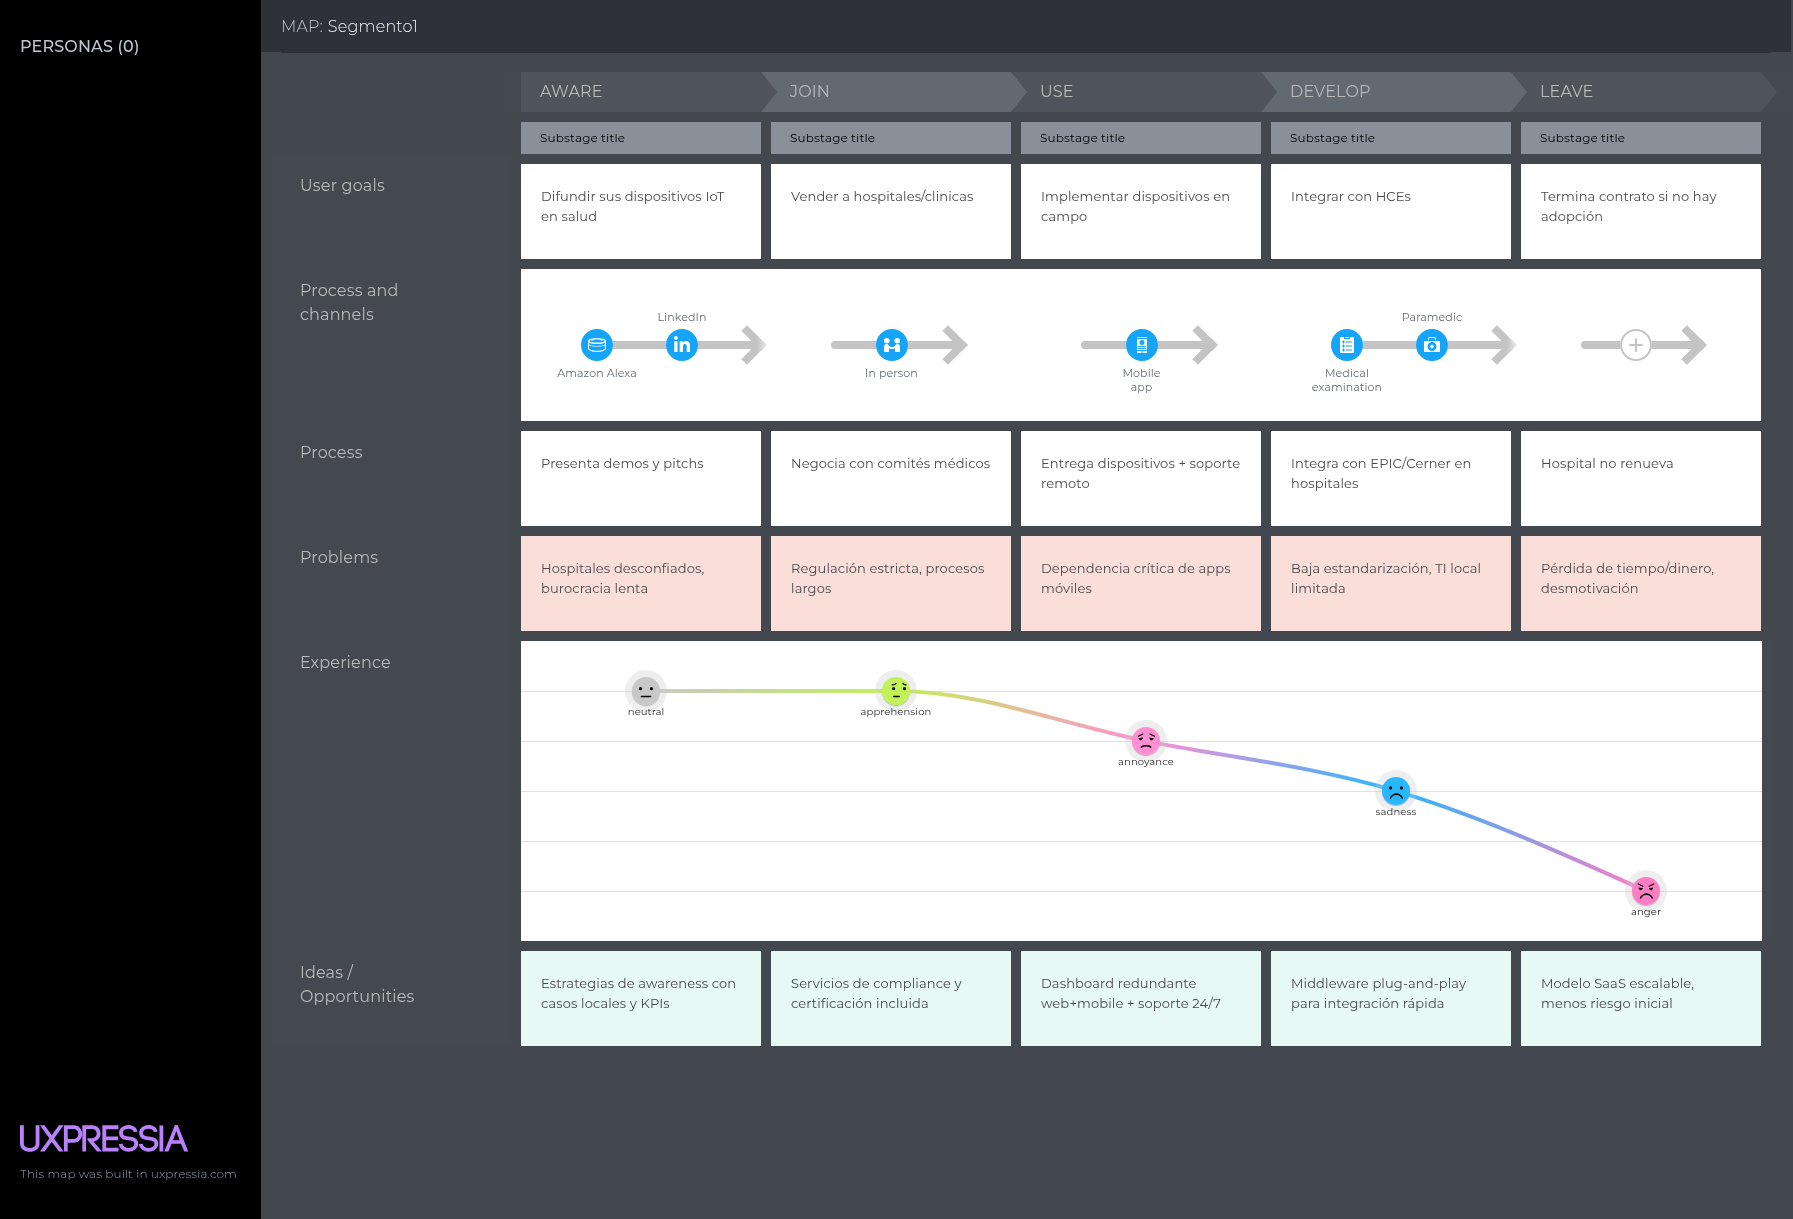 PERSONAS (0)
MAP: Segmento1
AWARE
JOIN
USE
DEVELOP
LEAVE
Substage title
Substage title
Substage title
Substage title
Substage title
User goals
Difundir sus dispositivos IoT
en salud
Vender a hospitales/clinicas
Implementar dispositivos en
campo
Integrar con HCEs
Termina contrato si no hay
adopción
Process and
channels
Amazon Alexa
LinkedIn
In person
Mobile
app
Medical
examination
Paramedic
Process
Presenta demos y pitchs
Negocia con comités médicos
Entrega dispositivos + soporte
remoto
Integra con EPIC/Cerner en
hospitales
Hospital no renueva
Problems
Hospitales desconfiados,
burocracia lenta
Regulación estricta, procesos
largos
Dependencia crítica de apps
móviles
Baja estandarización, TI local
limitada
Pérdida de tiempo/dinero,
desmotivación
Experience
neutral
apprehension
annoyance
sadness
anger
Ideas /
Opportunities
Estrategias de awareness con
casos locales y KPIs
Servicios de compliance y
certificación incluida
Dashboard redundante
web+mobile + soporte 24/7
Middleware plug-and-play
para integración rápida
Modelo SaaS escalable,
menos riesgo inicial
UXPRESSIA
This map was built in uxpressia.com